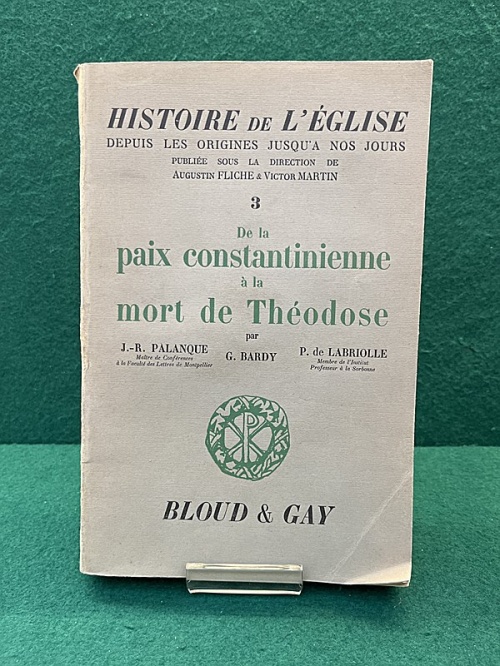 HISTOIRE DE L'ÉGLISE
DEPUIS LES ORIGINES JUSQU'A NOS JOURS
PUBLIÉE SOUS LA DIRECTION DE
AUGUSTIN FLICHE & VICTOR MARTIN
3
De la
paix constantinienne
à la
mort de Théodose
par
J.-R. PALANQUE
Maître de Conférences
à la Faculté des Lettres de Montpellier
G. BARDY
P. de LABRIOLLE
Membre de l'Institut
Professeur à la Sorbonne
BLOUD & GAY